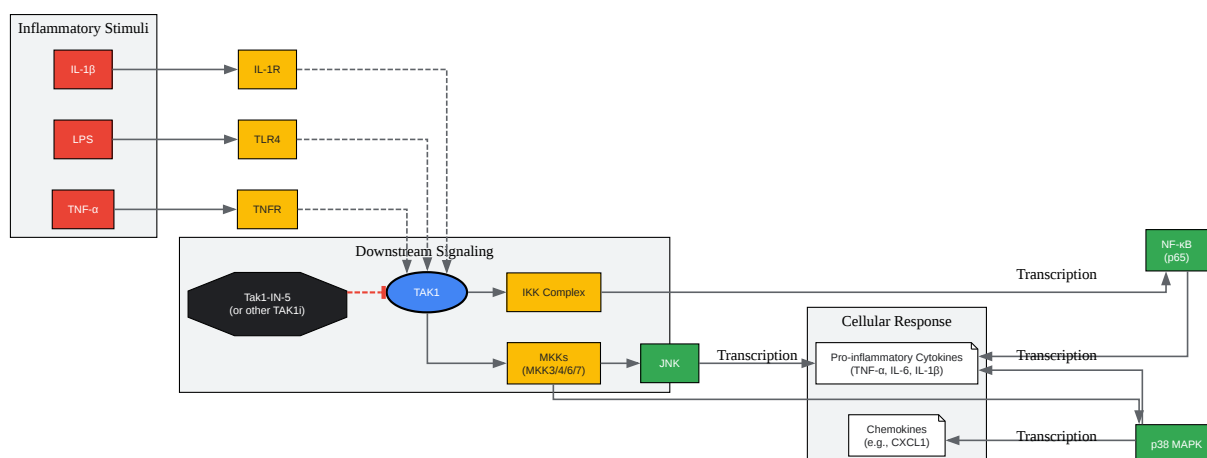 Inflammatory Stimuli
IL-1β
IL-1R
LPS
TLR4
TNF-α
TNFR
Downstream Signaling
Tak1-IN-5
(or other TAK1i)
TAK1
IKK Complex
Transcription
NF-κB
(p65)
MKKs
(MKK3/4/6/7)
JNK
Transcription
Cellular Response
Pro-inflammatory Cytokines
(TNF-α, IL-6, IL-1β)
Transcription
Chemokines
(e.g., CXCL1)
Transcription
p38 MAPK